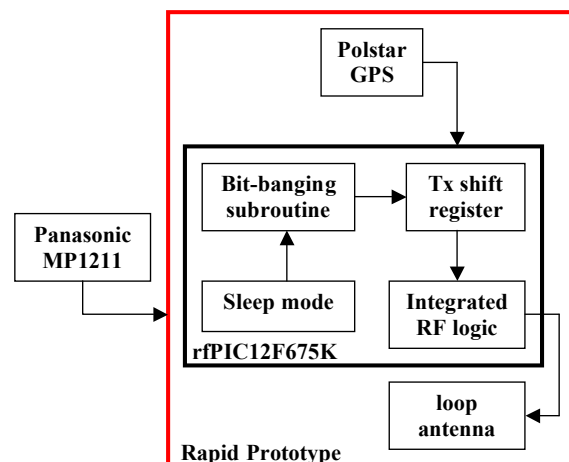 Polstar
GPS
Bit-banging
subroutine
Tx shift
register
Panasonic
MP1211
Sleep mode
Integrated
RF logic
rfPIC12F675K
loop
antenna
Rapid Prototype